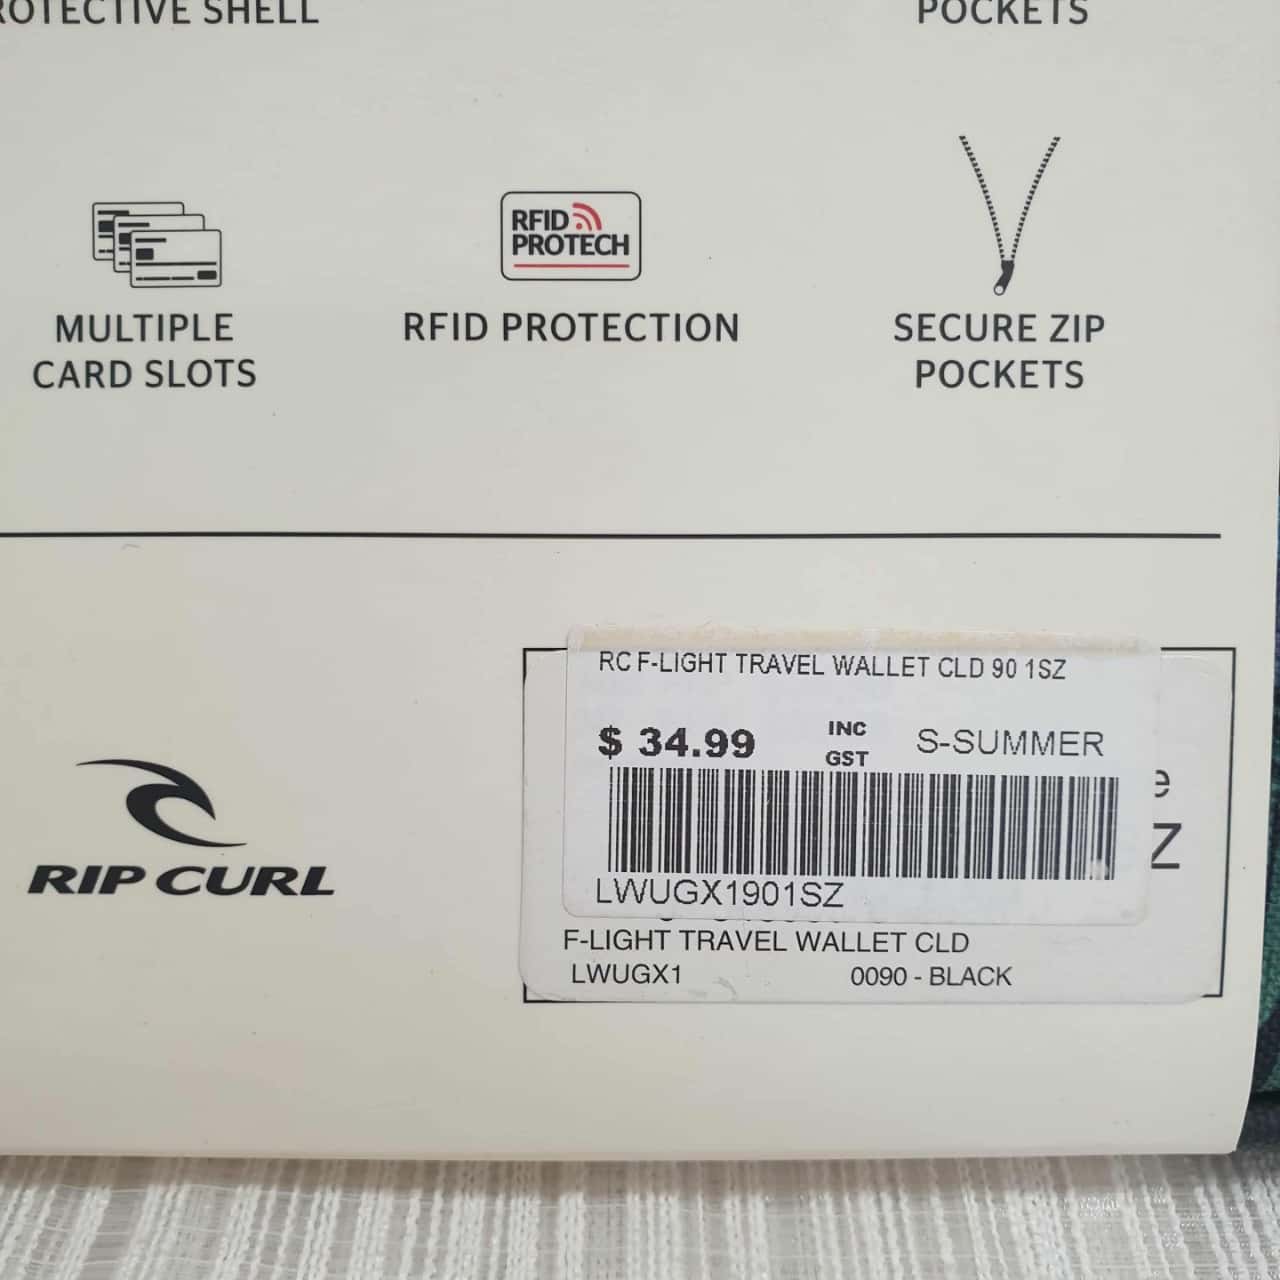 POCKETS
SHELL
MULTIPLE
CARD SLOTS
RFID
PROTECH
RFID PROTECTION
SECURE ZIP
POCKETS
RIP CURL
RC F-LIGHT TRAVEL WALLET CLD 90 1SZ
$ 34.99 INC GST S-SUMMER
LWUGX1901SZ
F-LIGHT TRAVEL WALLET CLD
LWUGX1 0090 - BLACK